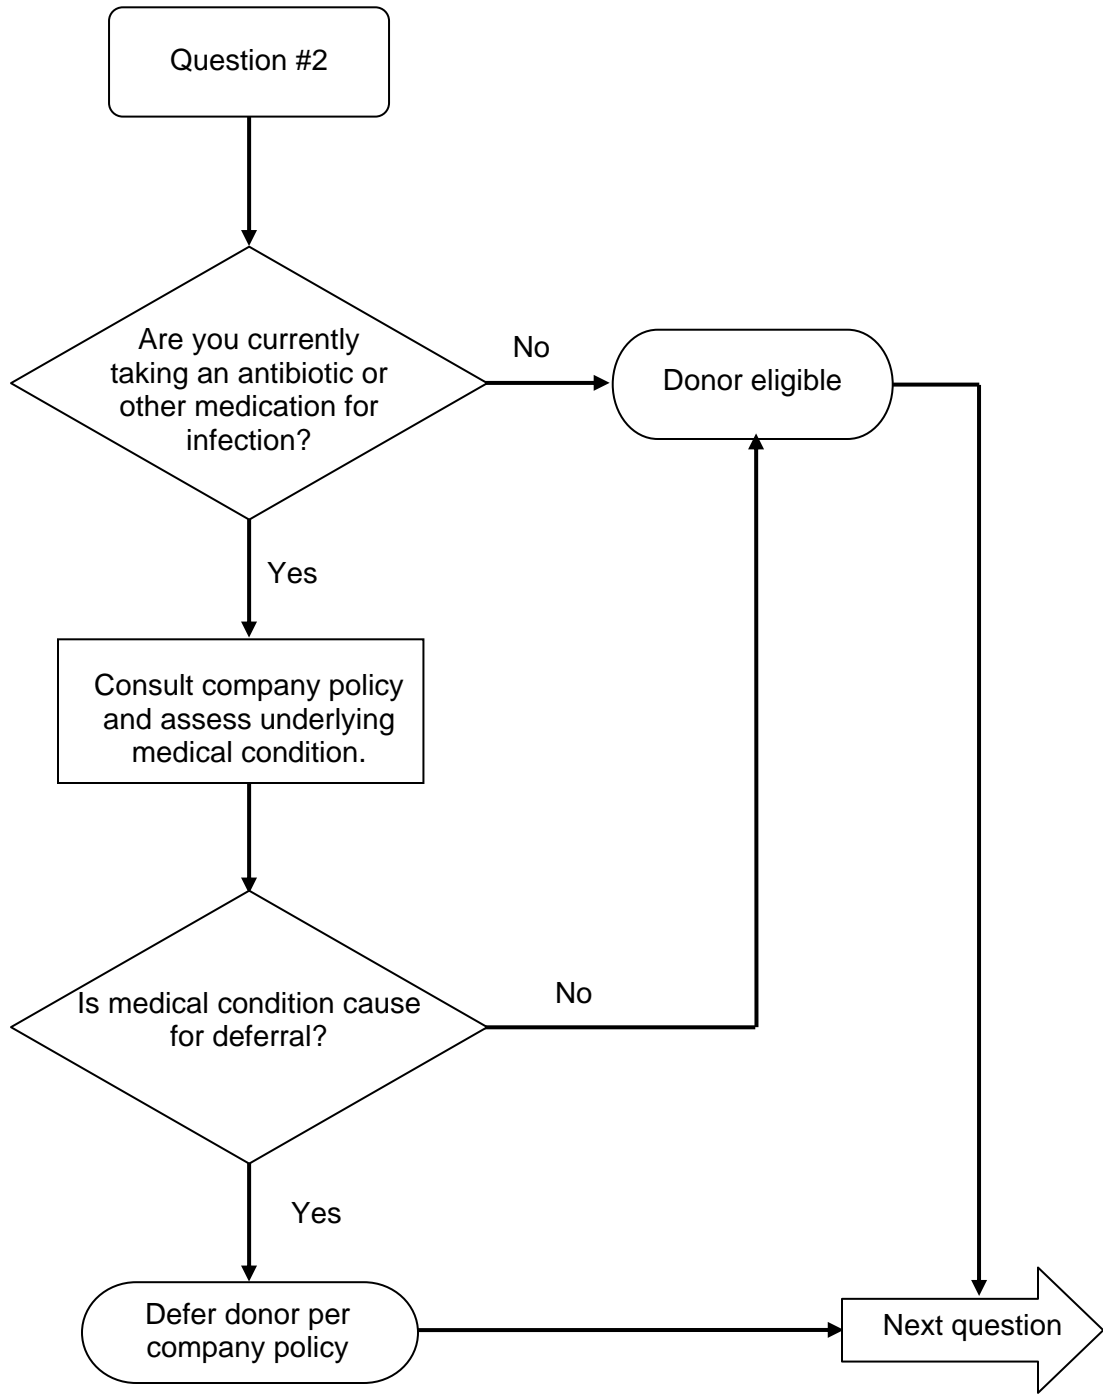 Question #2
Are you currently
taking an antibiotic or
other medication for
infection?
No
Donor eligible
Yes
Consult company policy
and assess underlying
medical condition.
Is medical condition cause
for deferral?
No
Yes
Defer donor per
company policy
Next question